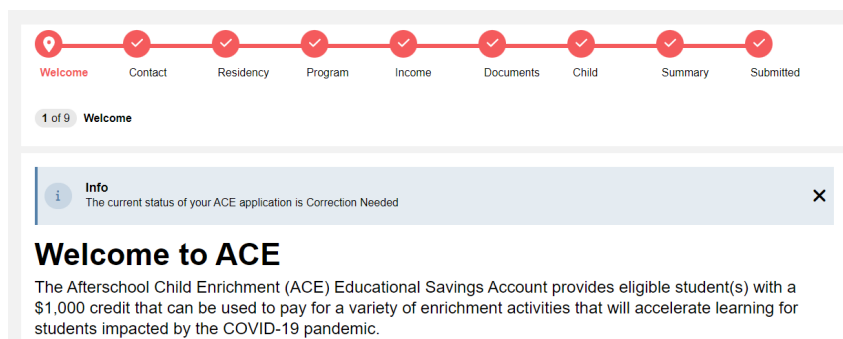 Welcome Contact Residency Program Income Documents Child Summary Submitted
1 of 9 Welcome
i Info
The current status of your ACE application is Correction Needed
Welcome to ACE
The Afterschool Child Enrichment (ACE) Educational Savings Account provides eligible student(s) with a
$1,000 credit that can be used to pay for a variety of enrichment activities that will accelerate learning for
students impacted by the COVID-19 pandemic.